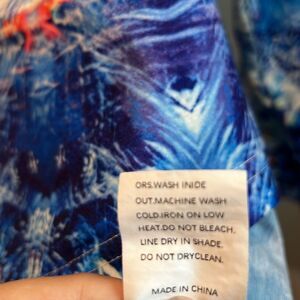 ORS.WASH INIDE
OUT.MACHINE WASH
COLD.IRON ON LOW
HEAT.DO NOT BLEACH.
LINE DRY IN SHADE.
DO NOT DRYCLEAN.
MADE IN CHINA